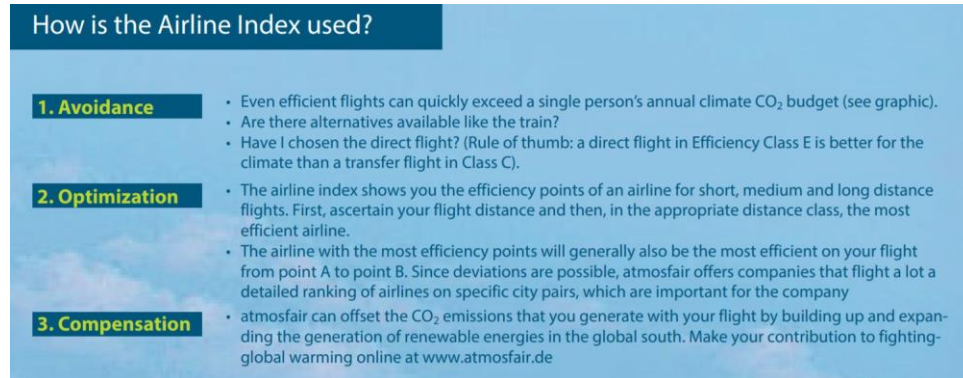 How is the Airline Index used?
1. Avoidance
• Even efficient flights can quickly exceed a single person's annual climate CO₂ budget (see graphic).
• Are there alternatives available like the train?
• Have I chosen the direct flight? (Rule of thumb: a direct flight in Efficiency Class E is better for the
climate than a transfer flight in Class C).
2. Optimization
• The airline index shows you the efficiency points of an airline for short, medium and long distance
flights. First, ascertain your flight distance and then, in the appropriate distance class, the most
efficient airline.
• The airline with the most efficiency points will generally also be the most efficient on your flight
from point A to point B. Since deviations are possible, atmosfair offers companies that flight a lot a
detailed ranking of airlines on specific city pairs, which are important for the company
3. Compensation
• atmosfair can offset the CO₂ emissions that you generate with your flight by building up and expan-
ding the generation of renewable energies in the global south. Make your contribution to fighting-
global warming online at www.atmosfair.de